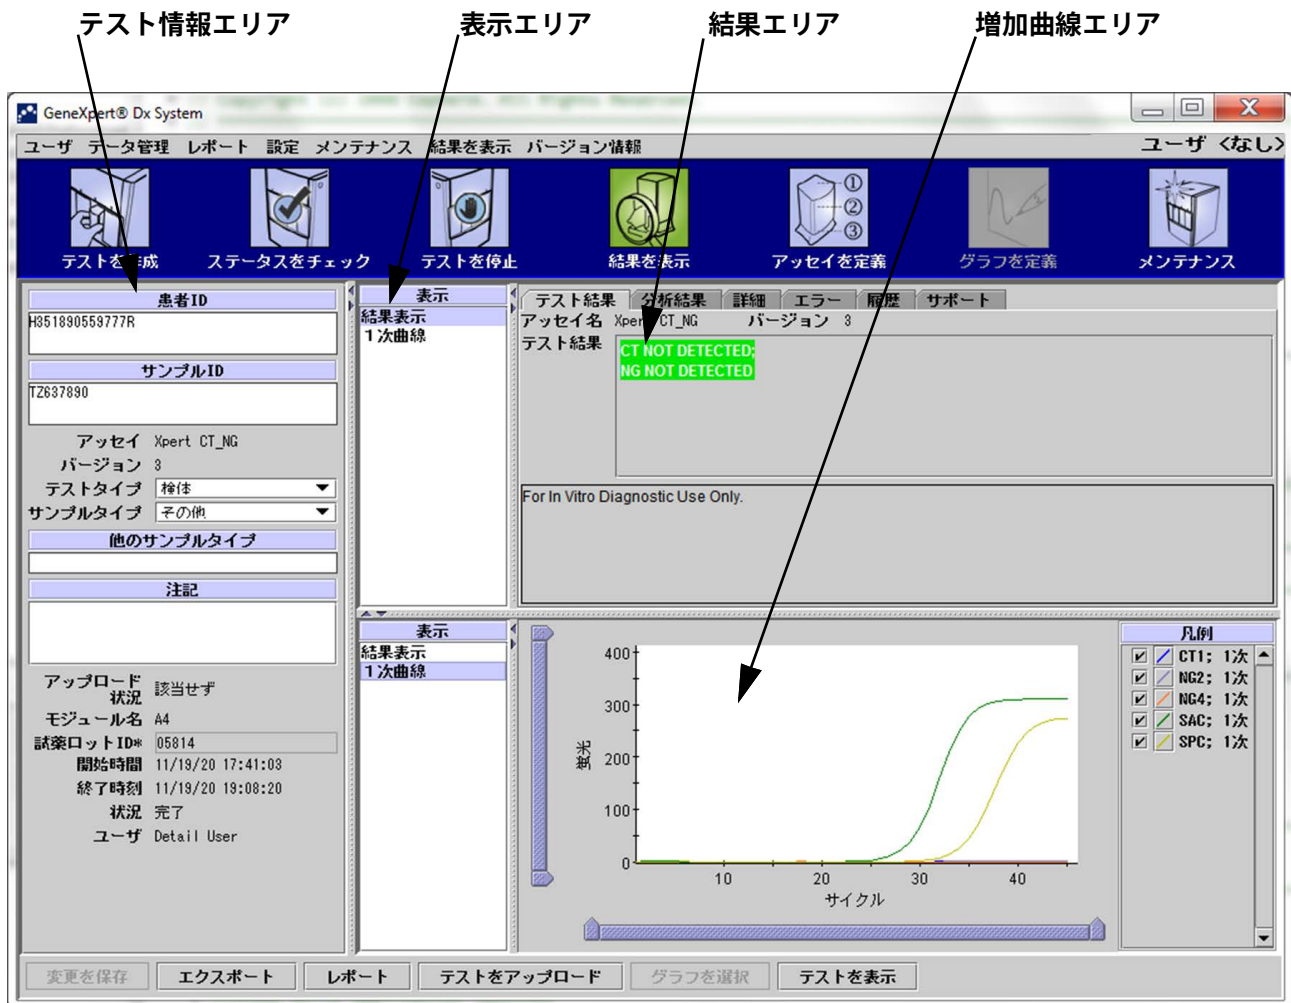 テスト情報エリア
表示エリア
結果エリア
増加曲線エリア
GeneXpert® Dx System
ユーザ データ管理 レポート 設定 メンテナンス 結果を表示 バージョン情報
ユーザ <なし>
テストを作成
ステータスをチェック
テストを停止
結果を表示
アッセイを定義
グラフを定義
メンテナンス
患者ID
H351890559777R
サンプルID
TZ637890
アッセイ Xpert CT_NG
バージョン 3
テストタイプ 検体
サンプルタイプ その他
他のサンプルタイプ
注記
アップロード
状況 該当せず
モジュール名 A4
試薬ロットID* 05814
開始時間 11/19/20 17:41:03
終了時刻 11/19/20 19:08:20
状況 完了
ユーザ Detail User
表示
結果表示
1次曲線
テスト結果 分析結果 詳細 エラー 履歴 サポート
アッセイ名 Xpert CT_NG バージョン 3
テスト結果
CT NOT DETECTED;
NG NOT DETECTED
For In Vitro Diagnostic Use Only.
表示
結果表示
1次曲線
400
300
200
100
0
蛍光
10 20 30 40
サイクル
凡例
CT1; 1次
NG2; 1次
NG4; 1次
SAC; 1次
SPC; 1次
変更を保存 エクスポート レポート テストをアップロード グラフを選択 テストを表示